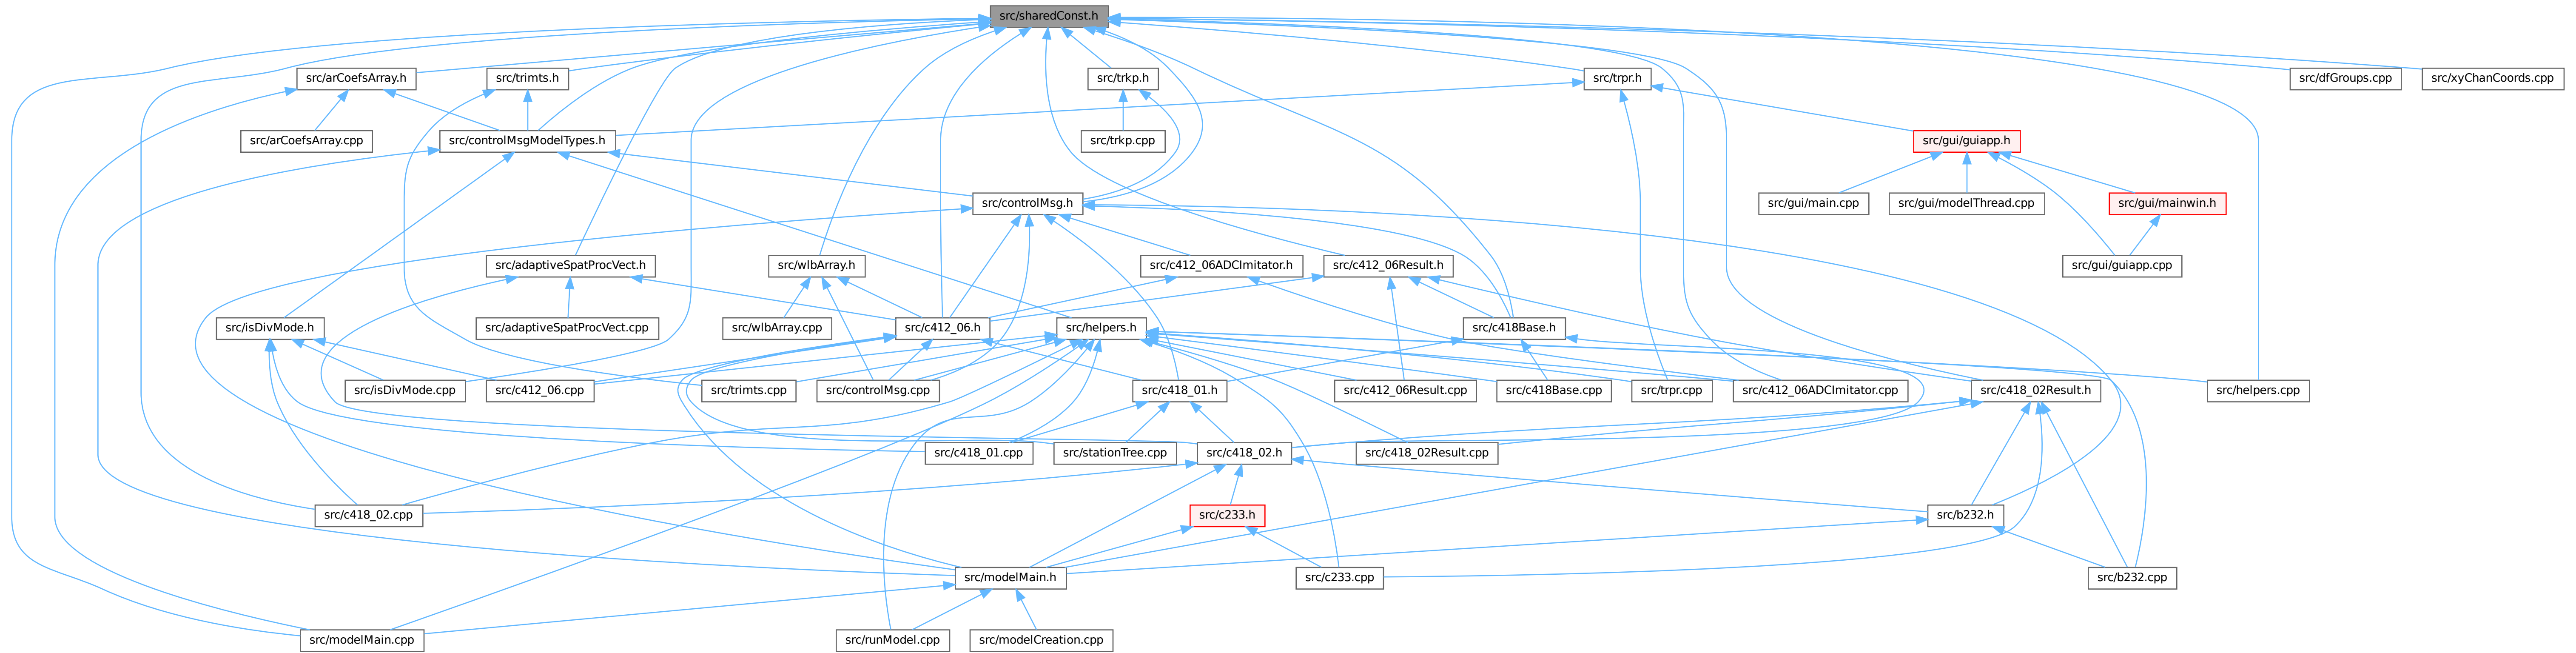 src/sharedConst.h
src/arCoefsArray.h
src/trimts.h
src/trkp.h
src/trpr.h
src/dfGroups.cpp
src/xyChanCoords.cpp
src/arCoefsArray.cpp
src/controlMsgModelTypes.h
src/trkp.cpp
src/gui/guiapp.h
src/controlMsg.h
src/gui/main.cpp
src/gui/modelThread.cpp
src/gui/mainwin.h
src/adaptiveSpatProcVect.h
src/wlbArray.h
src/c412_06ADCImitator.h
src/c412_06Result.h
src/gui/guiapp.cpp
src/isDivMode.h
src/adaptiveSpatProcVect.cpp
src/wlbArray.cpp
src/c412_06.h
src/helpers.h
src/c418Base.h
src/isDivMode.cpp
src/c412_06.cpp
src/trimts.cpp
src/controlMsg.cpp
src/c418_01.h
src/c412_06Result.cpp
src/c418Base.cpp
src/trpr.cpp
src/c412_06ADCImitator.cpp
src/c418_02Result.h
src/helpers.cpp
src/c418_01.cpp
src/stationTree.cpp
src/c418_02.h
src/c418_02Result.cpp
src/c418_02.cpp
src/c233.h
src/b232.h
src/modelMain.h
src/c233.cpp
src/b232.cpp
src/modelMain.cpp
src/runModel.cpp
src/modelCreation.cpp